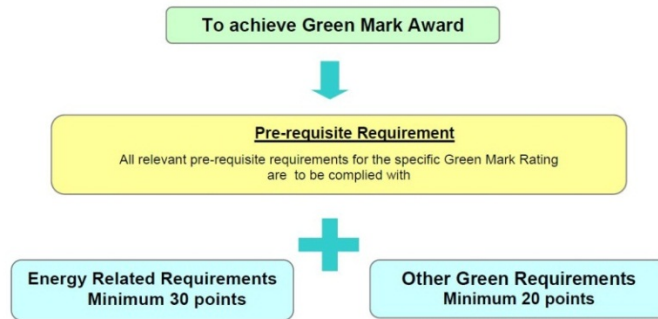 To achieve Green Mark Award
Pre-requisite Requirement
All relevant pre-requisite requirements for the specific Green Mark Rating
are to be complied with
Energy Related Requirements
Minimum 30 points
Other Green Requirements
Minimum 20 points